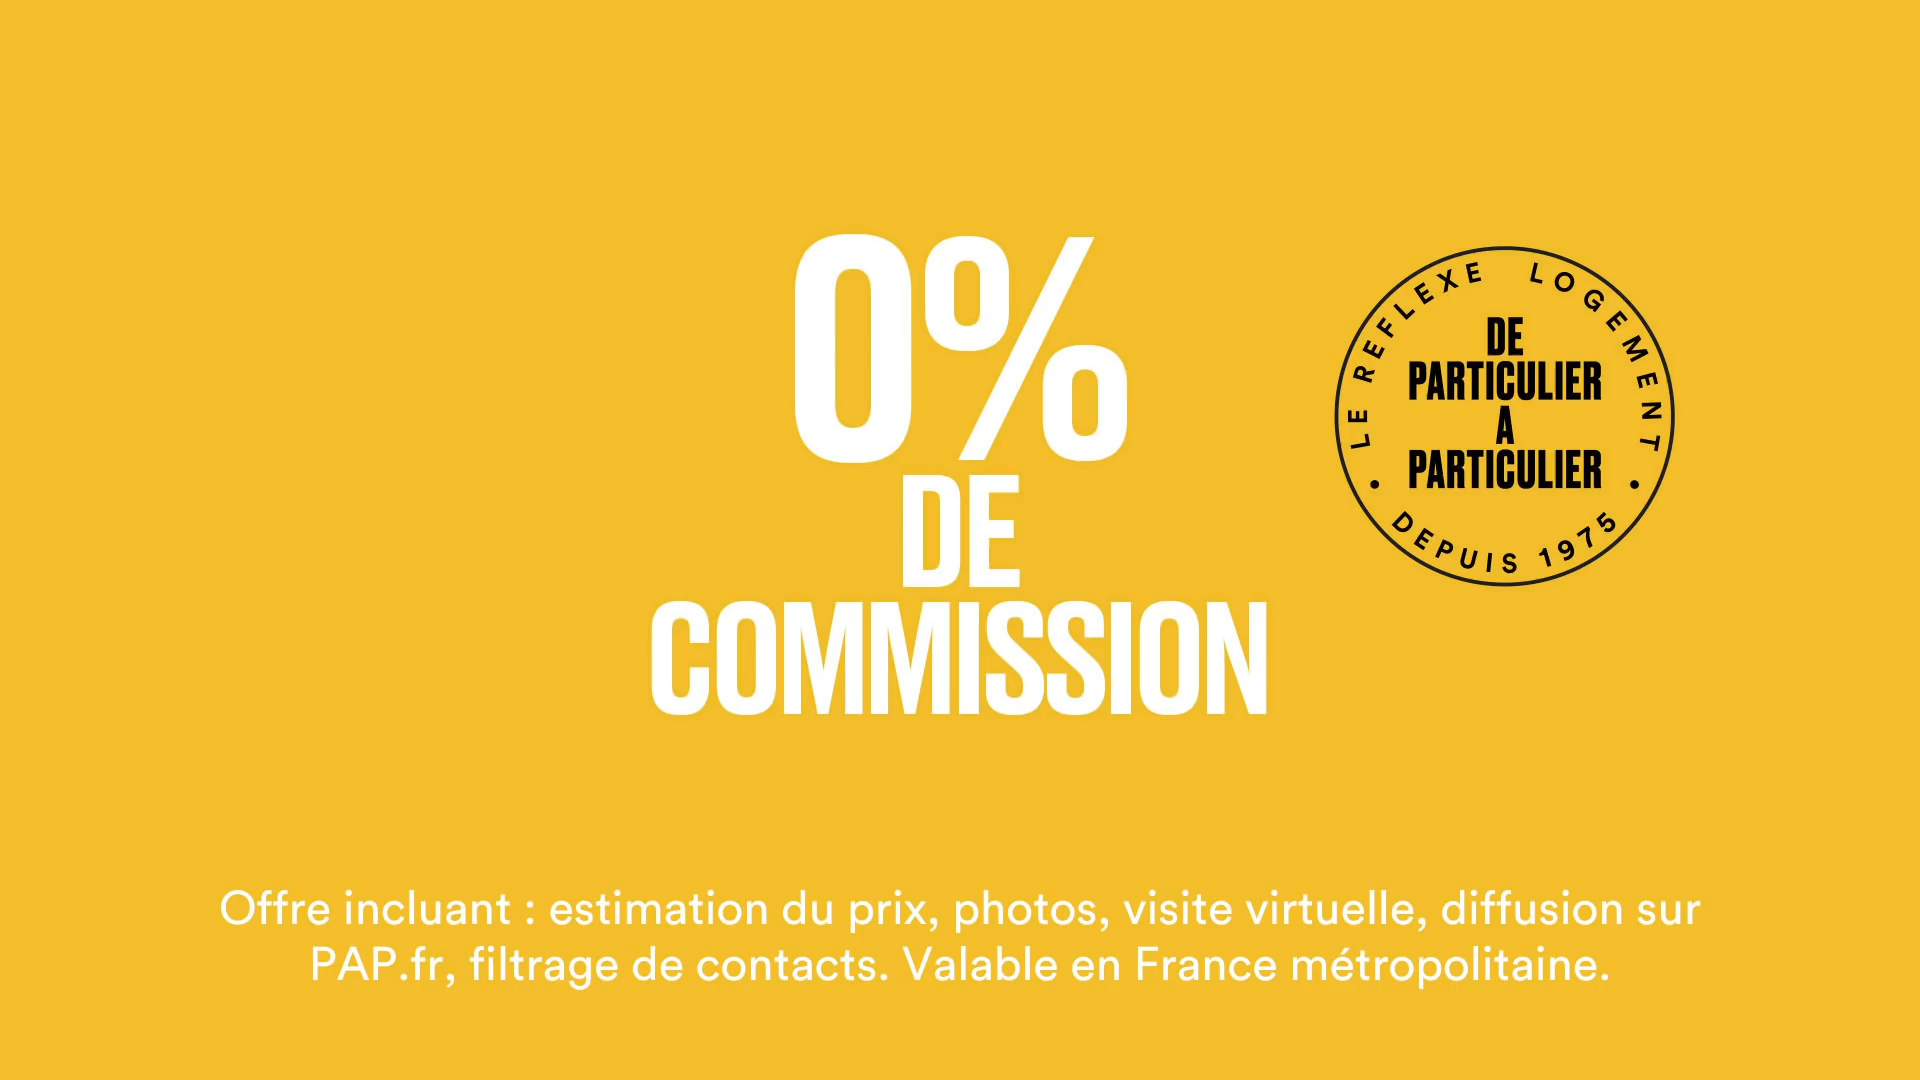 0%
DE
COMMISSION
LE REFLEXE LOGEMENT
DE
PARTICULIER
A
PARTICULIER
• DEPUIS 1975 •
Offre incluant : estimation du prix, photos, visite virtuelle, diffusion sur
PAP.fr, filtrage de contacts. Valable en France métropolitaine.